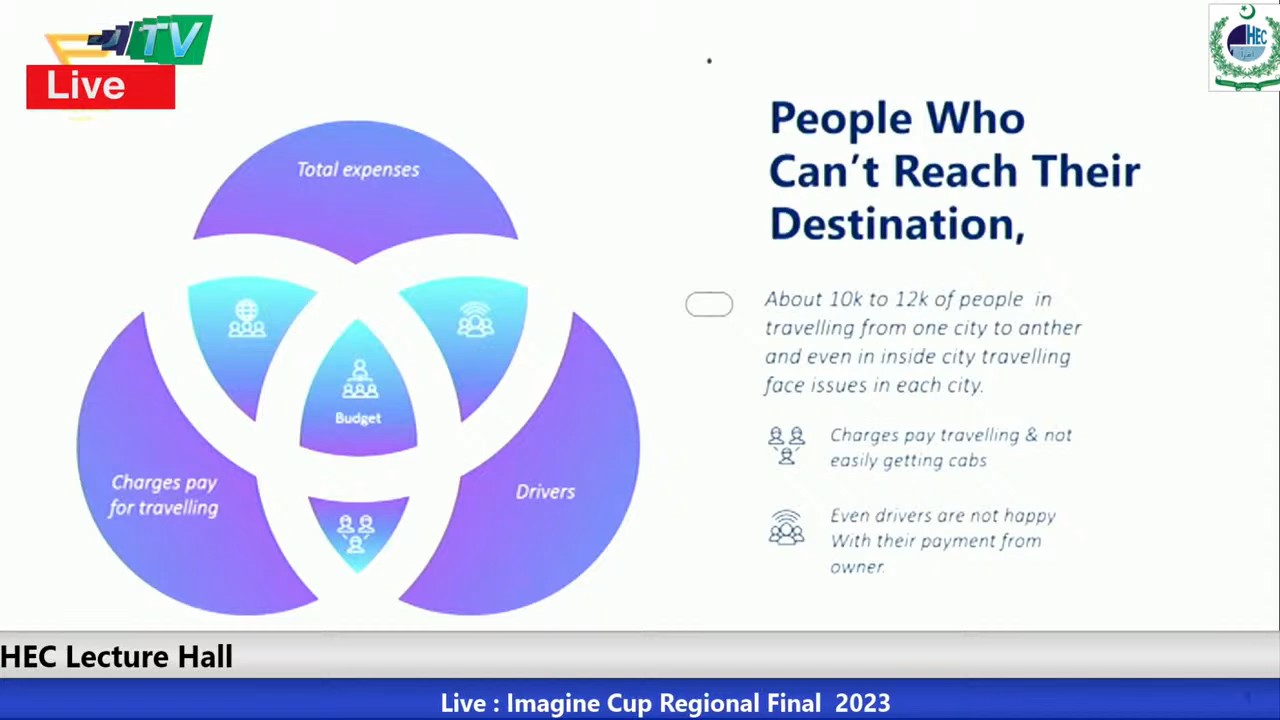 TV
Live
HEC
People Who
Can’t Reach Their
Destination,
Total expenses
Budget
Charges pay
for travelling
Drivers
About 10k to 12k of people in
travelling from one city to anther
and even in inside city travelling
face issues in each city.
Charges pay travelling & not
easily getting cabs
Even drivers are not happy
With their payment from
owner.
HEC Lecture Hall
Live : Imagine Cup Regional Final 2023